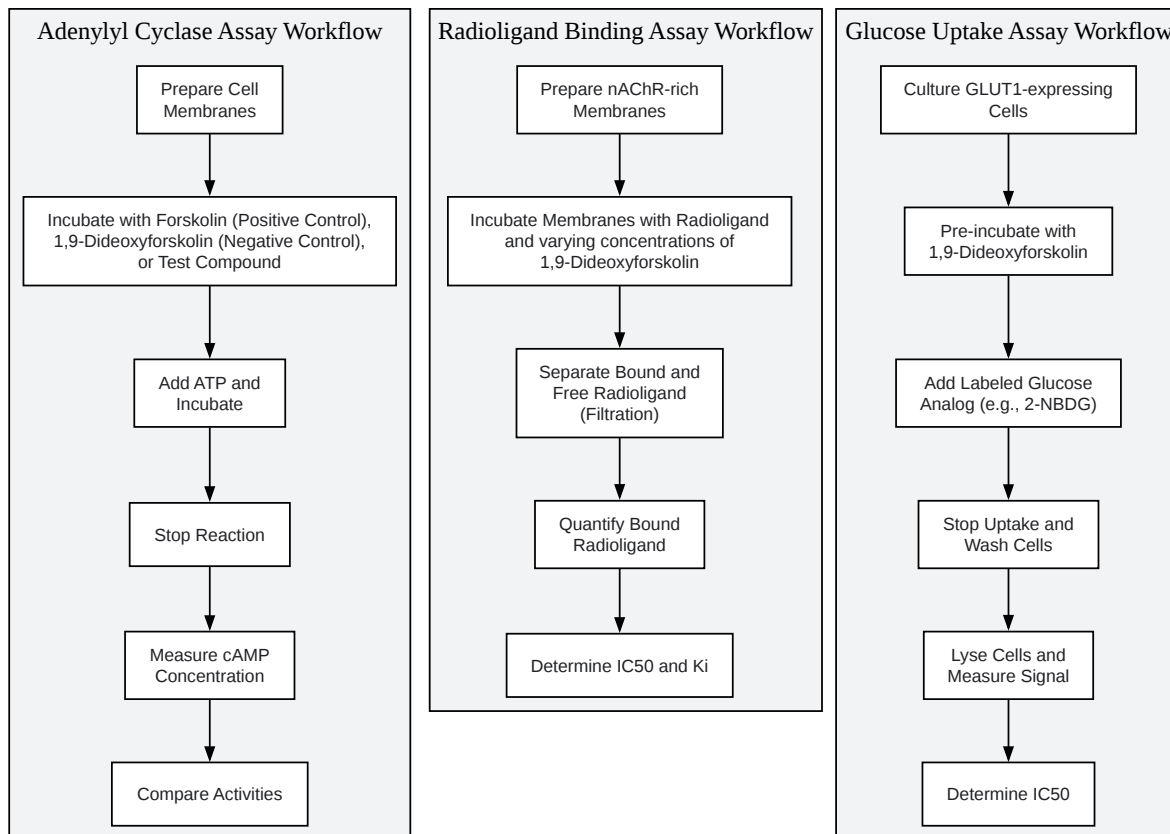 Adenylyl Cyclase Assay Workflow
Prepare Cell
Membranes
Incubate with Forskolin (Positive Control),
1,9-Dideoxyforskolin (Negative Control),
or Test Compound
Add ATP and
Incubate
Stop Reaction
Measure cAMP
Concentration
Compare Activities
Radioligand Binding Assay Workflow
Prepare nAChR-rich
Membranes
Incubate Membranes with Radioligand
and varying concentrations of
1,9-Dideoxyforskolin
Separate Bound and
Free Radioligand
(Filtration)
Quantify Bound
Radioligand
Determine IC50 and Ki
Glucose Uptake Assay Workflow
Culture GLUT1-expressing
Cells
Pre-incubate with
1,9-Dideoxyforskolin
Add Labeled Glucose
Analog (e.g., 2-NBDG)
Stop Uptake and
Wash Cells
Lyse Cells and
Measure Signal
Determine IC50